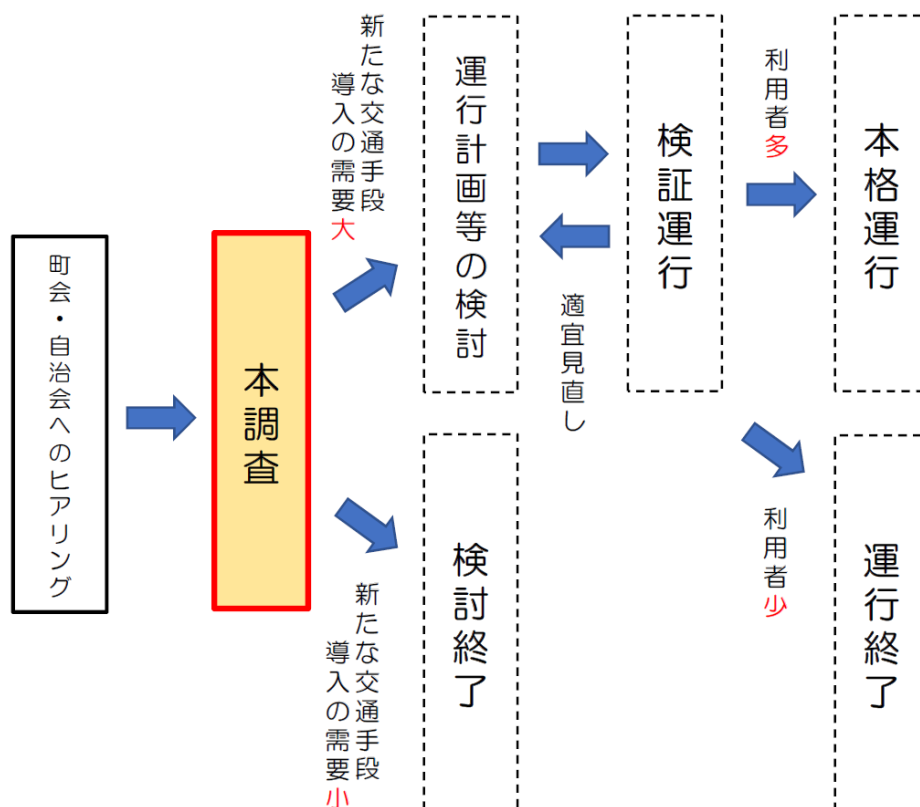 町会・自治会へのヒアリング
本調査
新たな交通手段
導入の需要大
運行計画等の検討
適宜見直し
検証運行
利用者多
本格運行
新たな交通手段
導入の需要小
検討終了
利用者少
運行終了